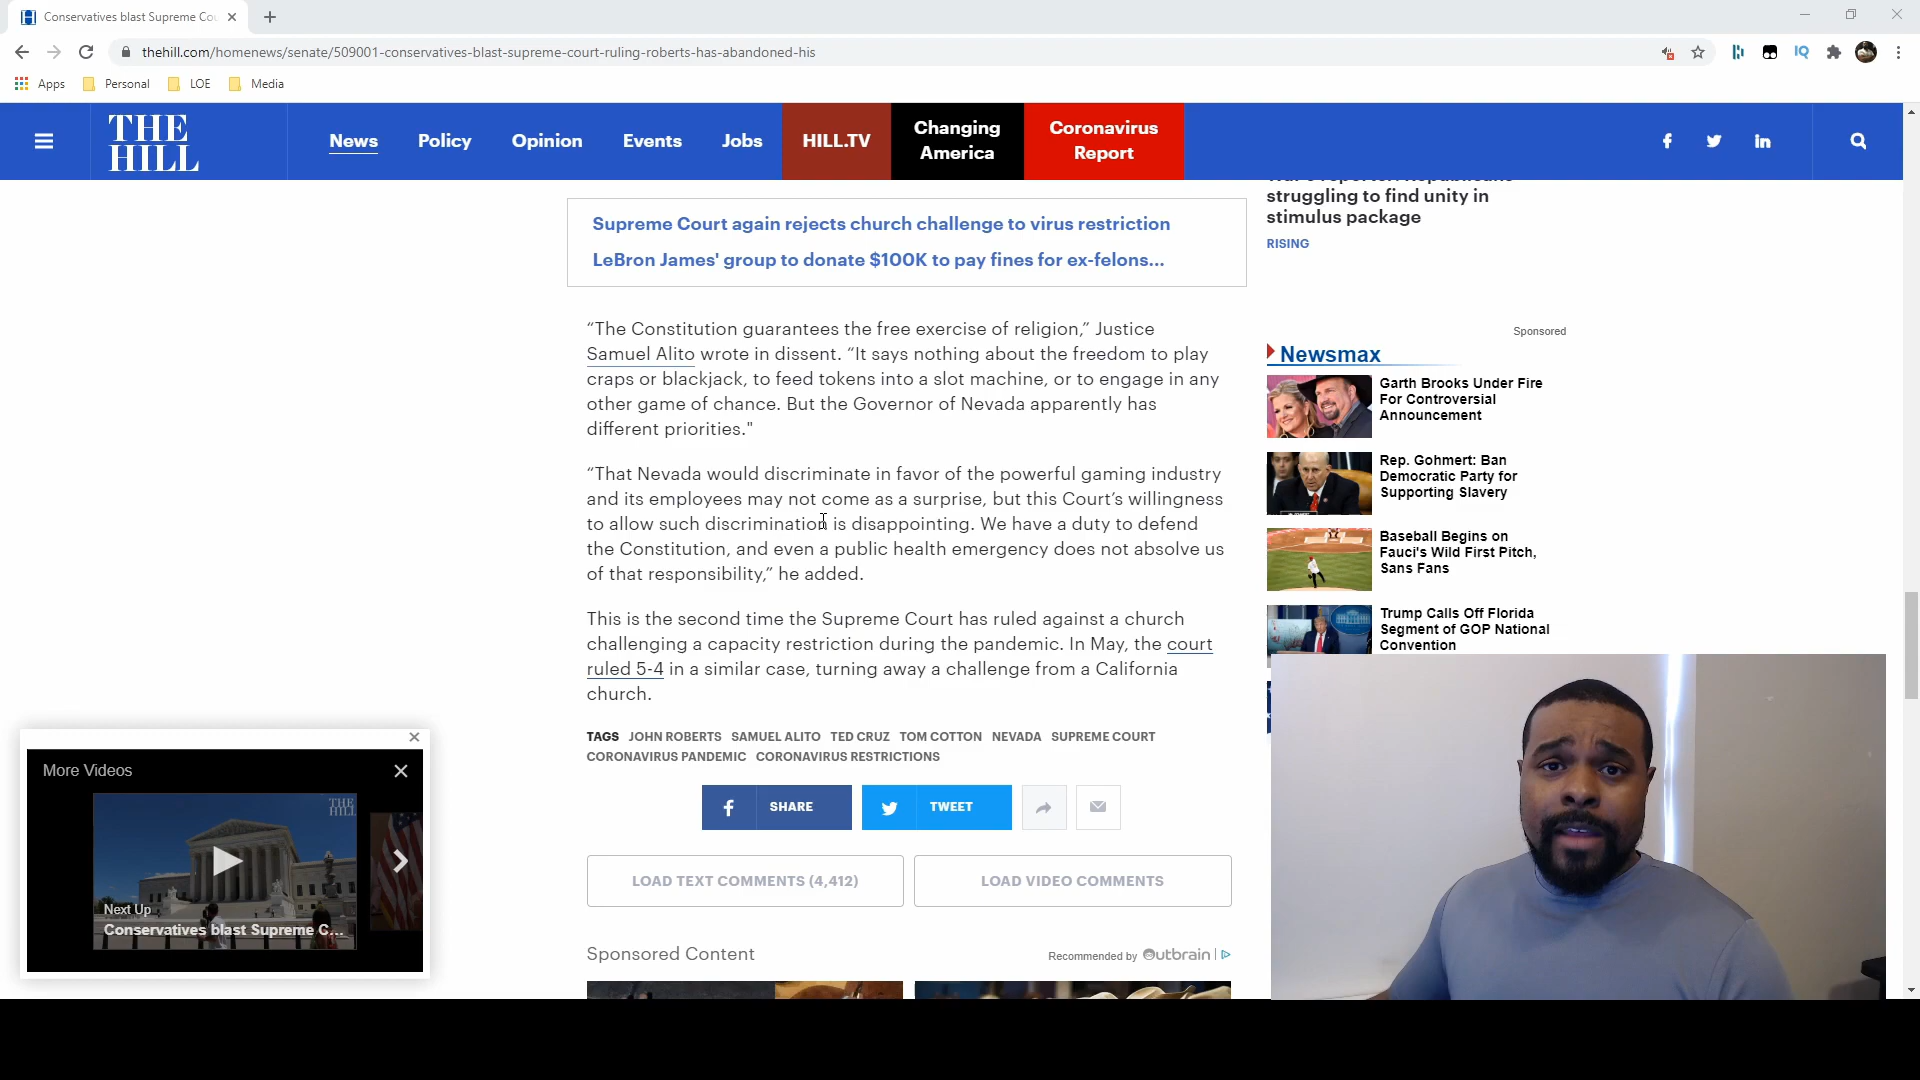 Conservatives blast Supreme Cou
thehill.com/homenews/senate/509001-conservatives-blast-supreme-court-ruling-roberts-has-abandoned-his
Apps Personal LOE Media
THE
HILL
News Policy Opinion Events Jobs HILL.TV
Changing
America
Coronavirus
Report
struggling to find unity in
stimulus package
RISING
Supreme Court again rejects church challenge to virus restriction
LeBron James' group to donate $100K to pay fines for ex-felons...
“The Constitution guarantees the free exercise of religion,” Justice
Samuel Alito wrote in dissent. “It says nothing about the freedom to play
craps or blackjack, to feed tokens into a slot machine, or to engage in any
other game of chance. But the Governor of Nevada apparently has
different priorities."
“That Nevada would discriminate in favor of the powerful gaming industry
and its employees may not come as a surprise, but this Court’s willingness
to allow such discrimination is disappointing. We have a duty to defend
the Constitution, and even a public health emergency does not absolve us
of that responsibility,” he added.
This is the second time the Supreme Court has ruled against a church
challenging a capacity restriction during the pandemic. In May, the court
ruled 5-4 in a similar case, turning away a challenge from a California
church.
TAGS JOHN ROBERTS SAMUEL ALITO TED CRUZ TOM COTTON NEVADA SUPREME COURT
CORONAVIRUS PANDEMIC CORONAVIRUS RESTRICTIONS
SHARE TWEET
LOAD TEXT COMMENTS (4,412) LOAD VIDEO COMMENTS
Sponsored Content
Recommended by Outbrain
Sponsored
Newsmax
Garth Brooks Under Fire
For Controversial
Announcement
Rep. Gohmert: Ban
Democratic Party for
Supporting Slavery
Baseball Begins on
Fauci's Wild First Pitch,
Sans Fans
Trump Calls Off Florida
Segment of GOP National
Convention
More Videos
THE
HILL
Next Up
Conservatives blast Supreme C...